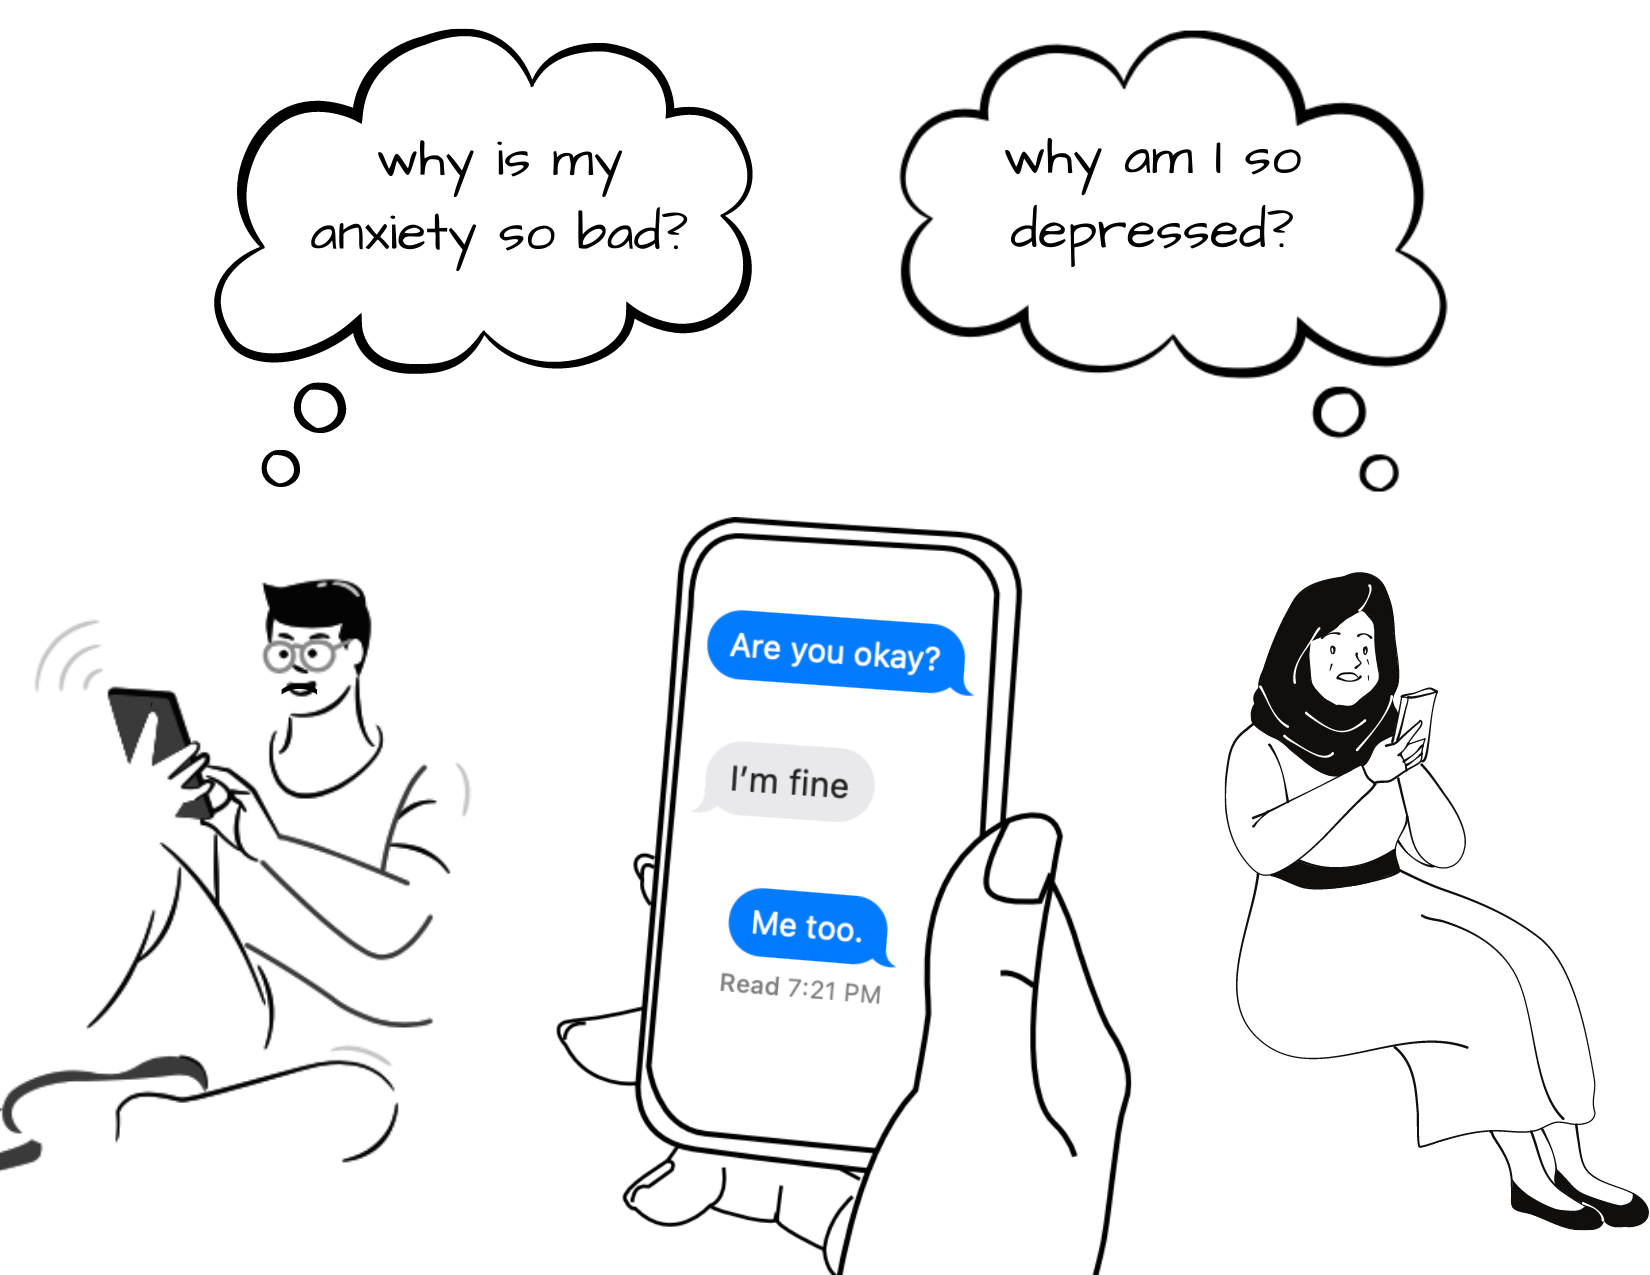 why is my
anxiety so bad?
why am I so
depressed?
Are you okay?
I’m fine
Me too.
Read 7:21 PM